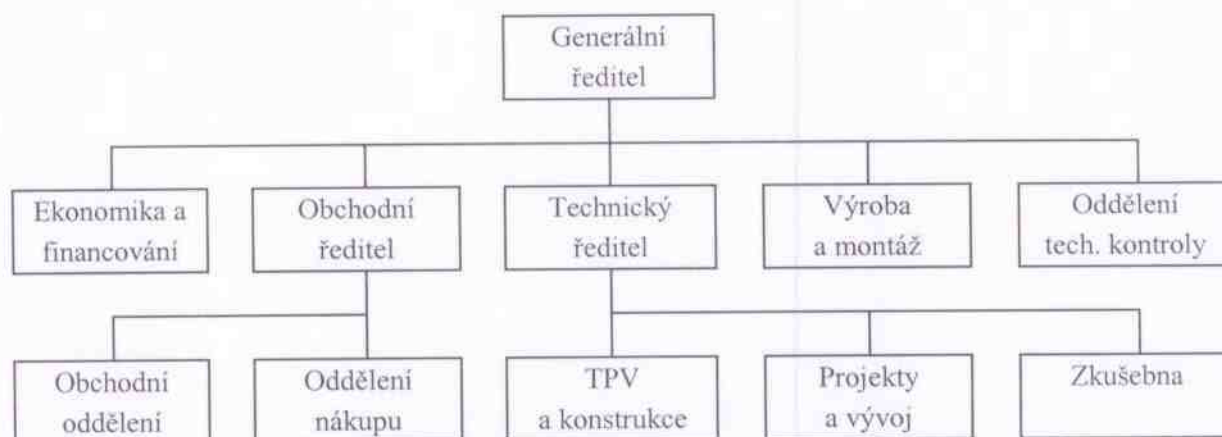 Generální
ředitel
Ekonomika a
financování
Obchodní
ředitel
Technický
ředitel
Výroba
a montáž
Oddělení
tech. kontroly
Obchodní
oddělení
Oddělení
nákupu
TPV
a konstrukce
Projekty
a vývoj
Zkušebna